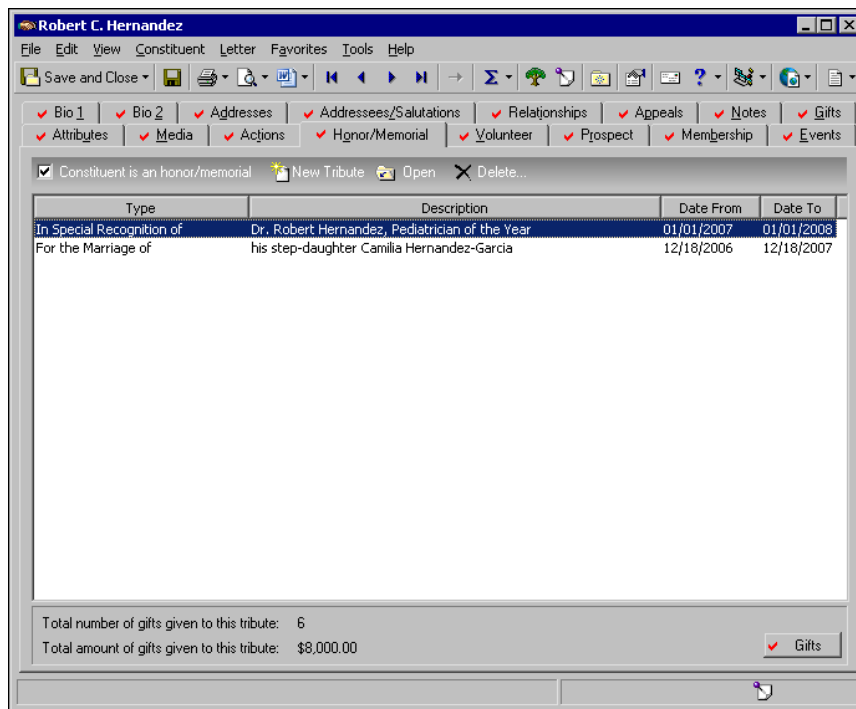 Robert C. Hernandez
File Edit View Constituent Letter Favorites Tools Help
Save and Close Σ ?
Bio 1 Bio 2 Addresses Addressees/Salutations Relationships Appeals Notes Gifts
Attributes Media Actions Honor/Memorial Volunteer Prospect Membership Events
Constituent is an honor/memorial New Tribute Open Delete...
Type Description Date From Date To
In Special Recognition of Dr. Robert Hernandez, Pediatrician of the Year 01/01/2007 01/01/2008
For the Marriage of his step-daughter Camilia Hernandez-Garcia 12/18/2006 12/18/2007
Total number of gifts given to this tribute: 6
Total amount of gifts given to this tribute: $8,000.00
Gifts